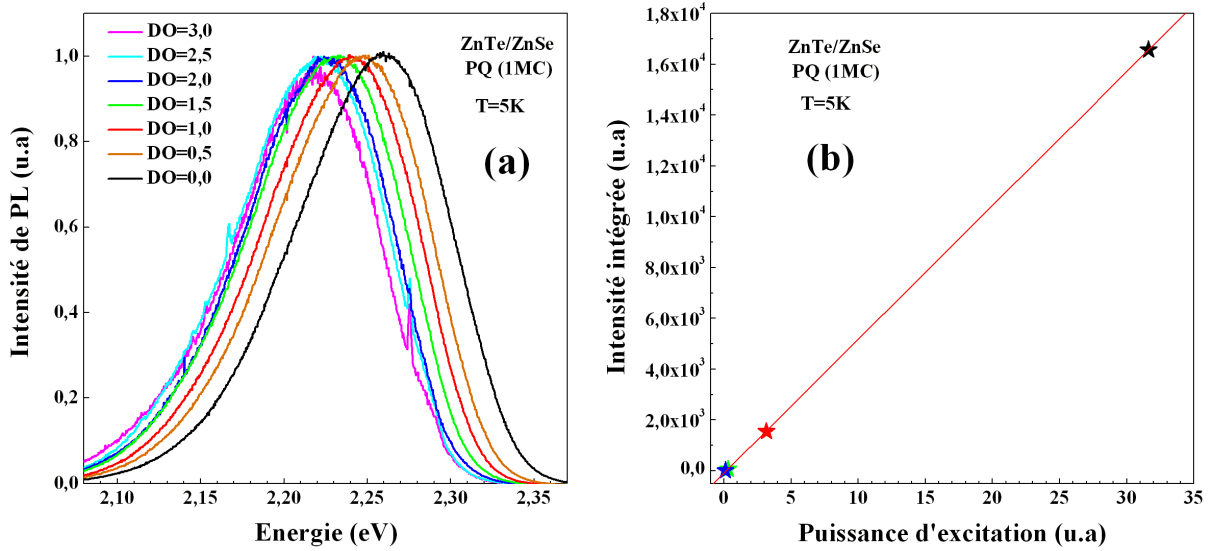 DO=3,0
DO=2,5
DO=2,0
DO=1,5
DO=1,0
DO=0,5
DO=0,0
ZnTe/ZnSe
PQ (1MC)
T=5K
(a)
Intensité de PL (u.a)
1,0
0,8
0,6
0,4
0,2
0,0
2,10
2,15
2,20
2,25
2,30
2,35
Energie (eV)
ZnTe/ZnSe
PQ (1MC)
T=5K
(b)
Intensité intégrée (u.a)
1,8x10⁴
1,6x10⁴
1,4x10⁴
1,2x10⁴
1,0x10⁴
8,0x10³
6,0x10³
4,0x10³
2,0x10³
0,0
0
5
10
15
20
25
30
35
Puissance d'excitation (u.a)